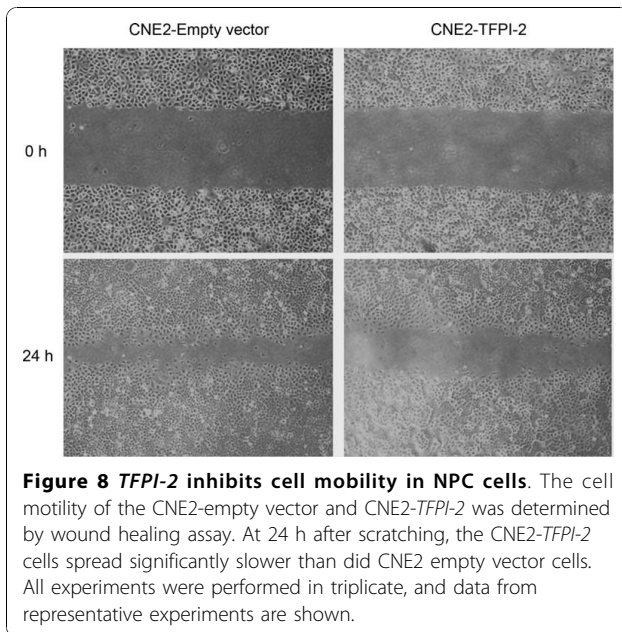 CNE2-Empty vector
CNE2-TFPI-2
0 h
24 h
Figure 8 TFPI-2 inhibits cell mobility in NPC cells. The cell
motility of the CNE2-empty vector and CNE2-TFPI-2 was determined
by wound healing assay. At 24 h after scratching, the CNE2-TFPI-2
cells spread significantly slower than did CNE2 empty vector cells.
All experiments were performed in triplicate, and data from
representative experiments are shown.